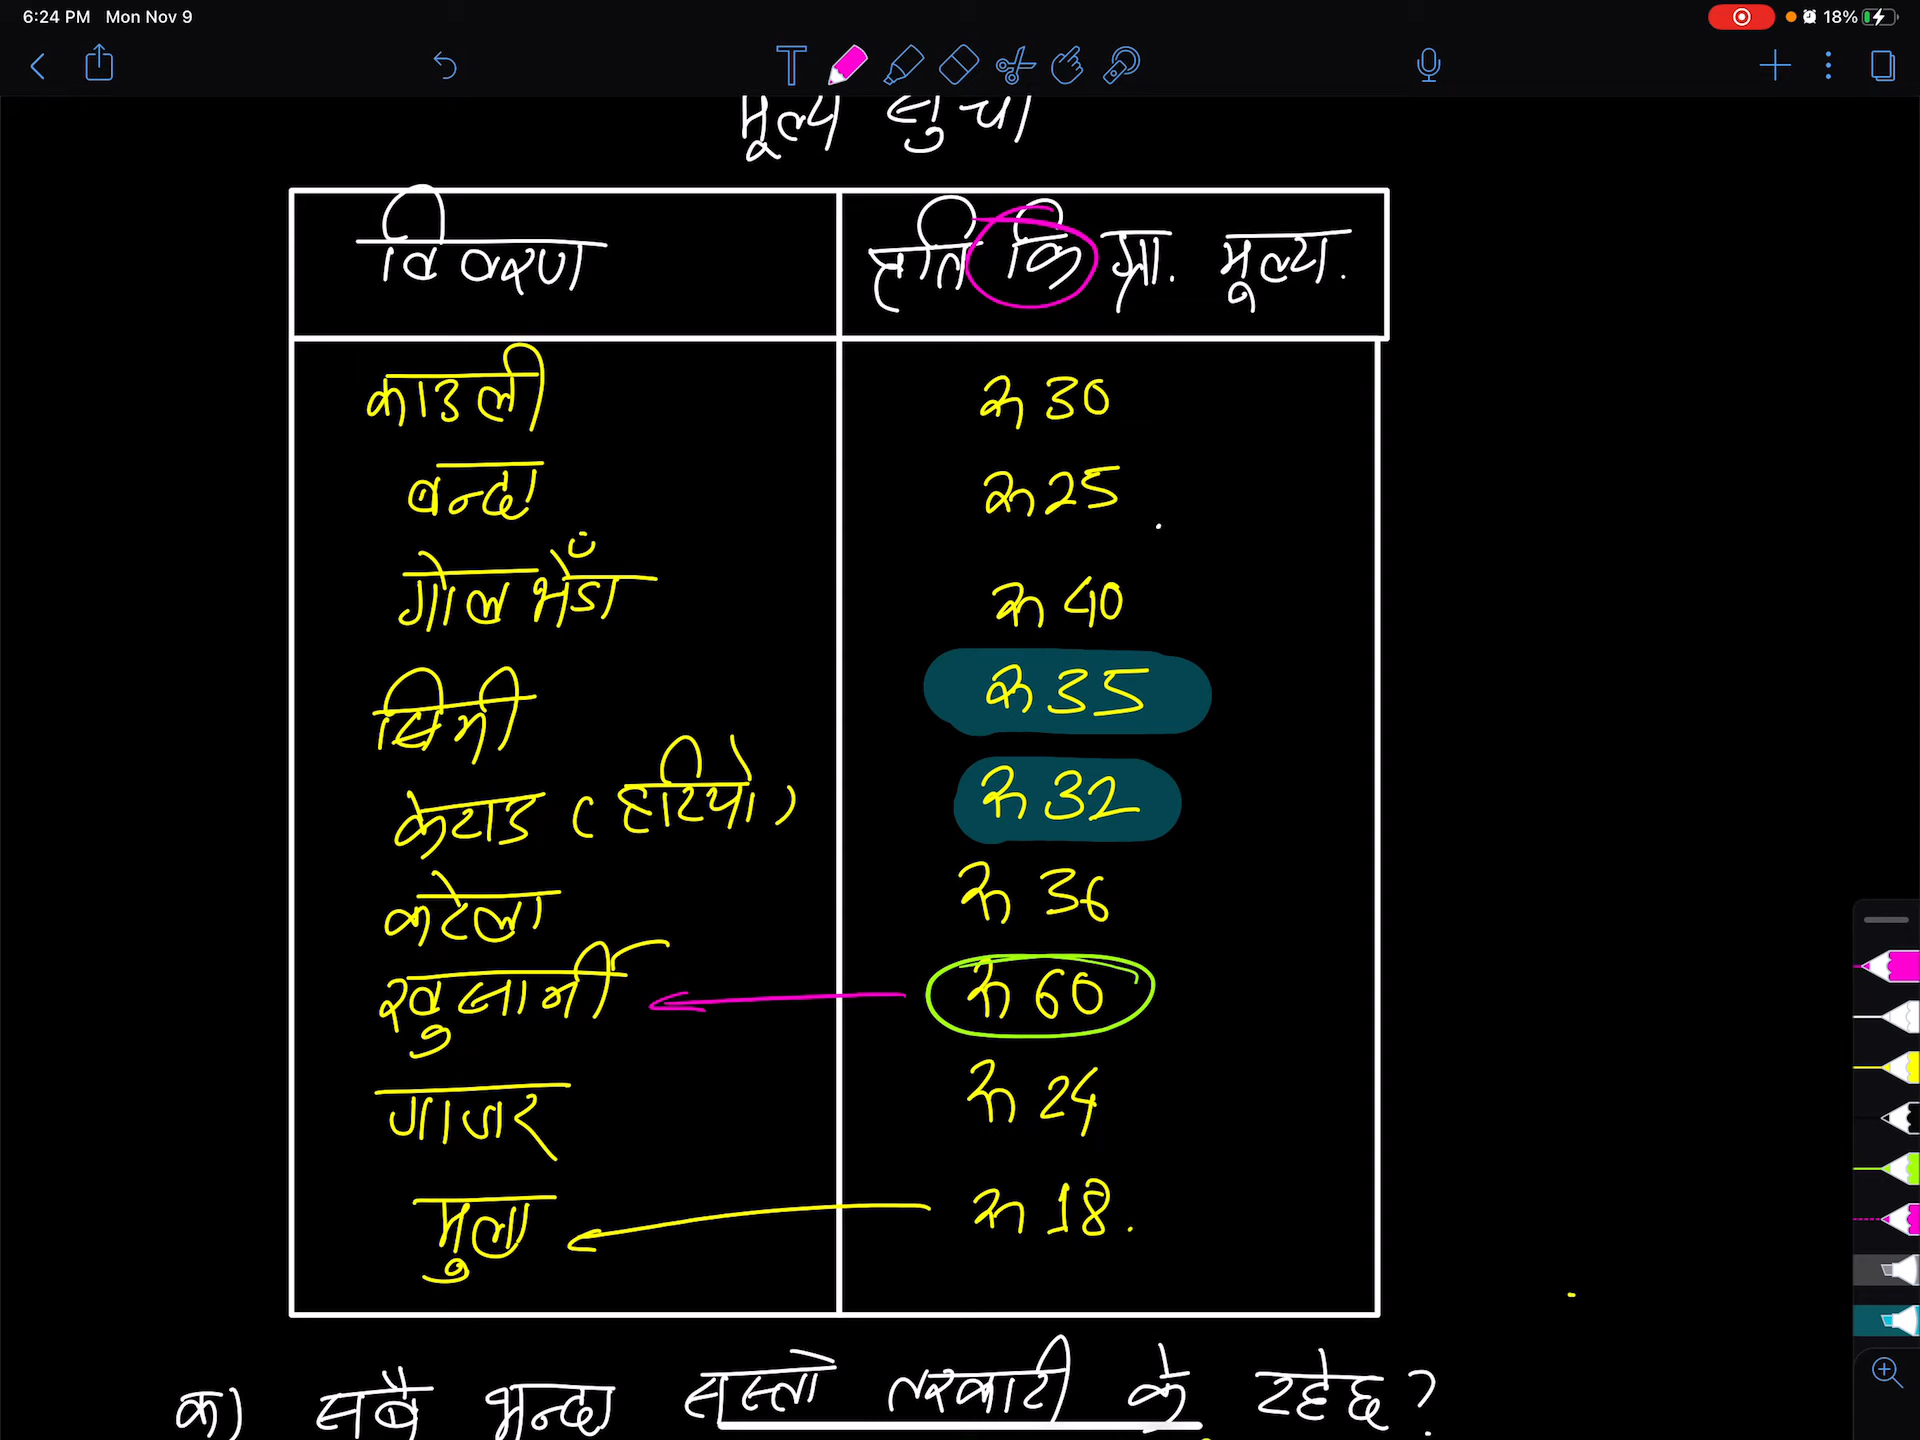 6:24 PM Mon Nov 9
18%
मूल्य सुची
विवरण
प्रति कि ग्रा. मूल्य.
काउली रु 30
बन्दा रु 25
गोलभेँडा रु 40
सिमी रु 35
केराउ (हरियो) रु 32
करेला रु 36
खुर्सानी रु 60
गाजर रु 24
मुला रु 18.
क) सबै भन्दा सस्तो तरकारी के रहेछ?